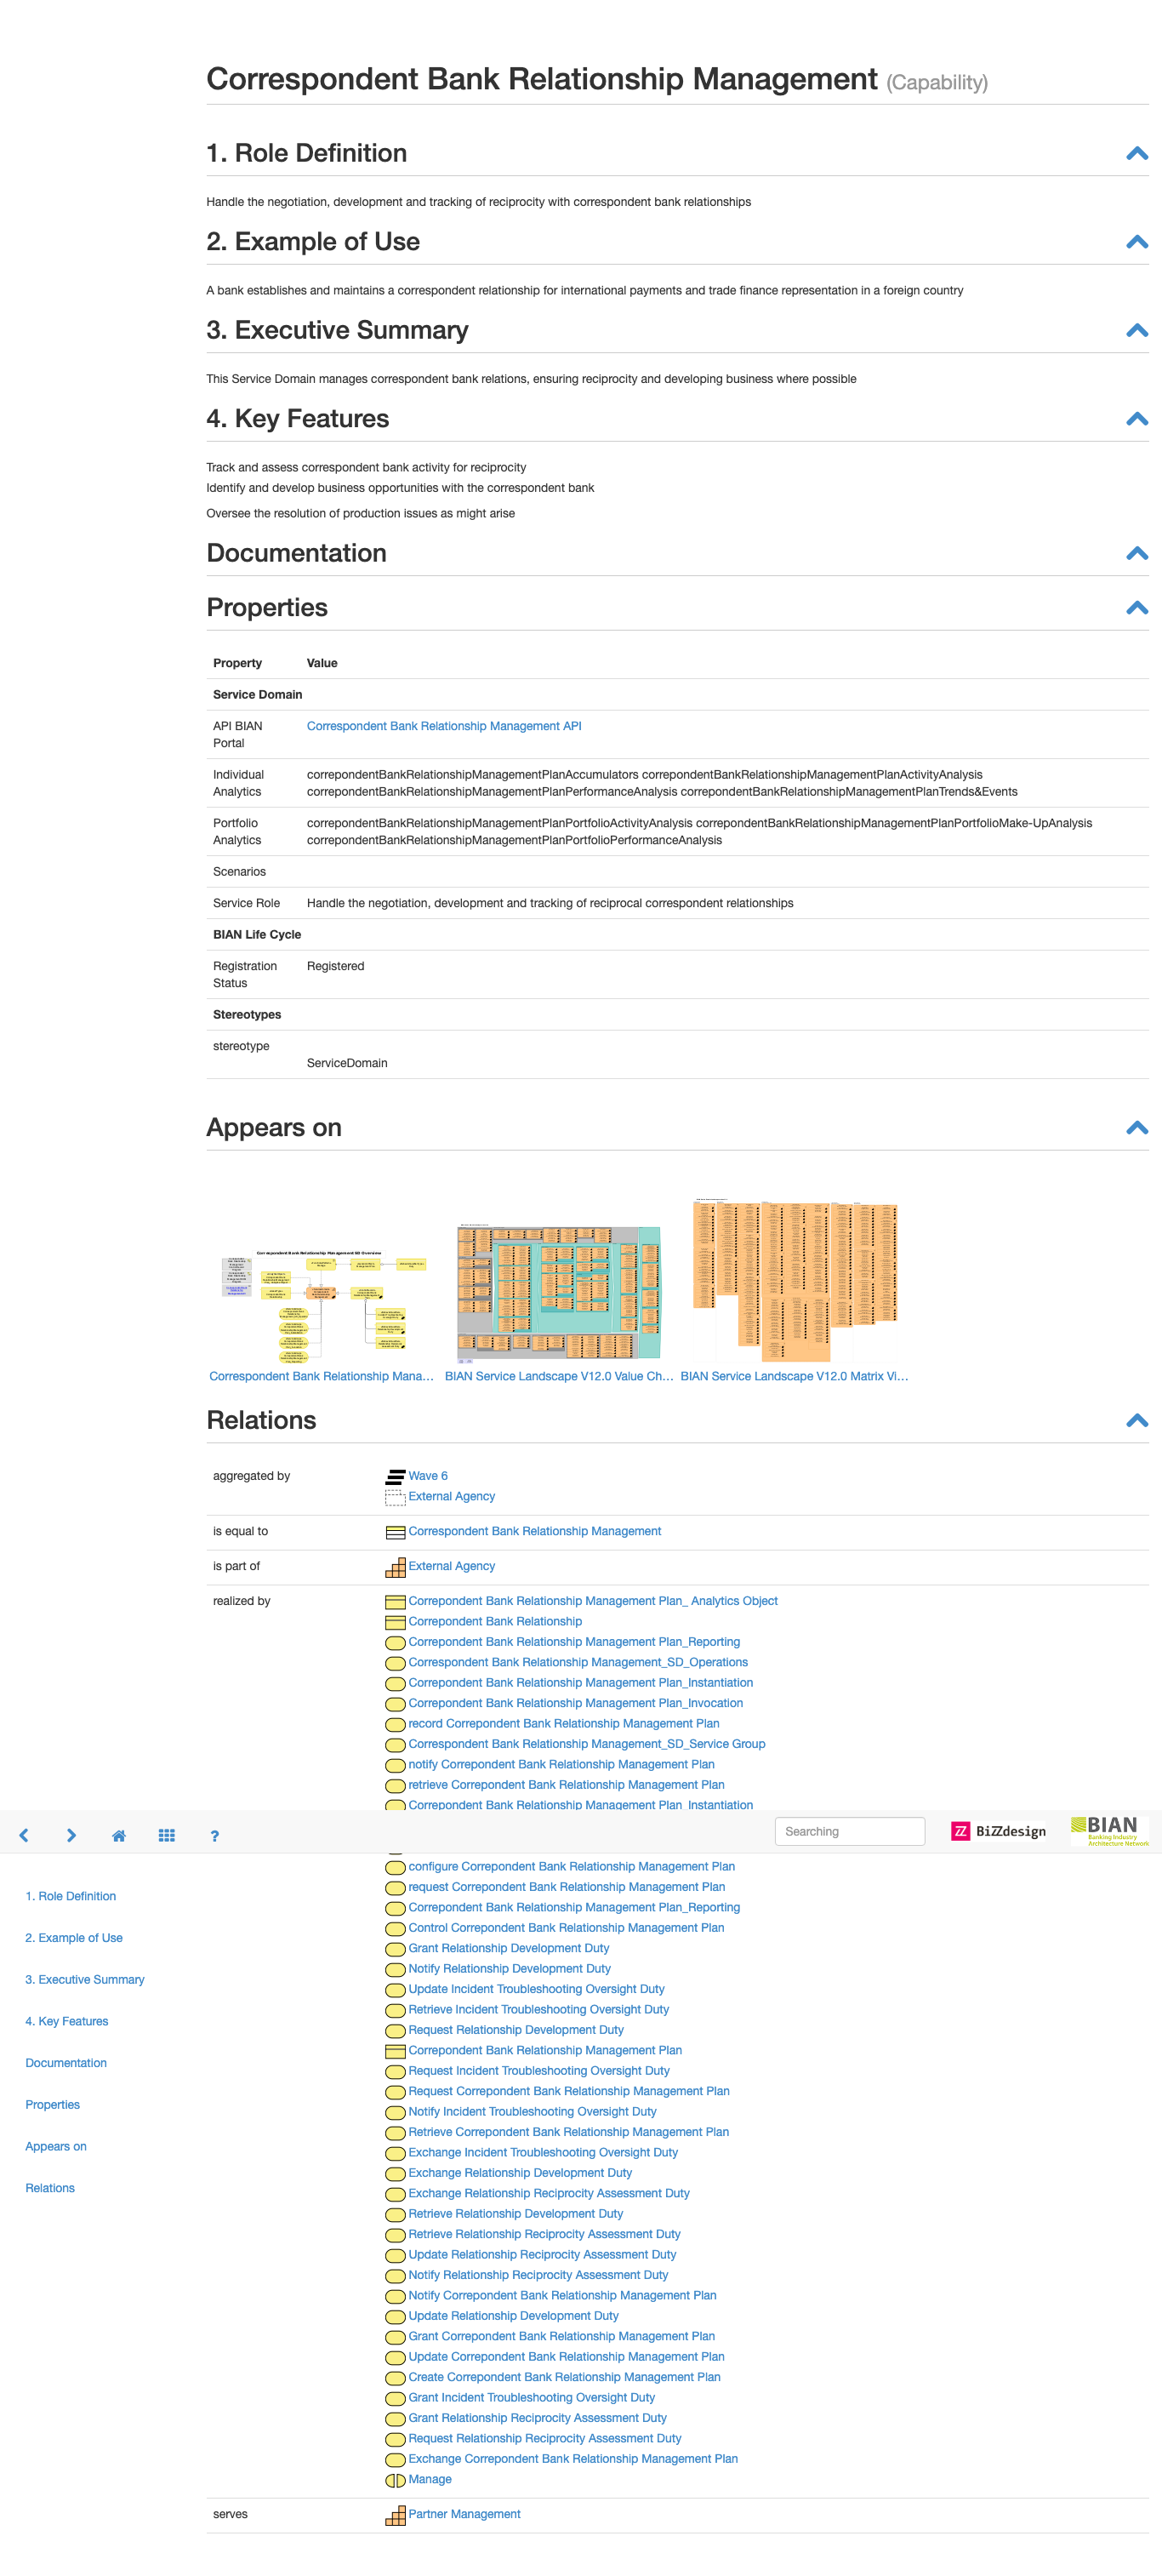 Correspondent Bank Relationship Management (Capability)
1. Role Definition
Handle the negotiation, development and tracking of reciprocity with correspondent bank relationships
2. Example of Use
A bank establishes and maintains a correspondent relationship for international payments and trade finance representation in a foreign country
3. Executive Summary
This Service Domain manages correspondent bank relations, ensuring reciprocity and developing business where possible
4. Key Features
Track and assess correspondent bank activity for reciprocity
Identify and develop business opportunities with the correspondent bank
Oversee the resolution of production issues as might arise
Documentation
Properties
Property Value
Service Domain
API BIAN Portal
Correspondent Bank Relationship Management API
Individual Analytics
correpondentBankRelationshipManagementPlanAccumulators correpondentBankRelationshipManagementPlanActivityAnalysis
correpondentBankRelationshipManagementPlanPerformanceAnalysis correpondentBankRelationshipManagementPlanTrends&Events
Portfolio Analytics
correpondentBankRelationshipManagementPlanPortfolioActivityAnalysis correpondentBankRelationshipManagementPlanPortfolioMake-UpAnalysis
correpondentBankRelationshipManagementPlanPortfolioPerformanceAnalysis
Scenarios
Service Role Handle the negotiation, development and tracking of reciprocal correspondent relationships
BIAN Life Cycle
Registration Status
Registered
Stereotypes
stereotype
ServiceDomain
Appears on
Correspondent Bank Relationship Management SD Overview
Correspondent Bank Relationship Mana...
BIAN Service Landscape V12.0 Value Ch...
BIAN Service Landscape V12.0 Matrix Vi...
Relations
aggregated by
Wave 6
External Agency
is equal to
Correspondent Bank Relationship Management
is part of
External Agency
realized by
Correpondent Bank Relationship Management Plan_ Analytics Object
Correpondent Bank Relationship
Correpondent Bank Relationship Management Plan_Reporting
Correspondent Bank Relationship Management_SD_Operations
Correpondent Bank Relationship Management Plan_Instantiation
Correpondent Bank Relationship Management Plan_Invocation
record Correpondent Bank Relationship Management Plan
Correspondent Bank Relationship Management_SD_Service Group
notify Correpondent Bank Relationship Management Plan
retrieve Correpondent Bank Relationship Management Plan
Correpondent Bank Relationship Management Plan_Instantiation
?
Searching
BiZZdesign
BIAN
Banking Industry
Architecture Network
configure Correpondent Bank Relationship Management Plan
request Correpondent Bank Relationship Management Plan
Correpondent Bank Relationship Management Plan_Reporting
Control Correpondent Bank Relationship Management Plan
Grant Relationship Development Duty
Notify Relationship Development Duty
Update Incident Troubleshooting Oversight Duty
Retrieve Incident Troubleshooting Oversight Duty
Request Relationship Development Duty
Correpondent Bank Relationship Management Plan
Request Incident Troubleshooting Oversight Duty
Request Correpondent Bank Relationship Management Plan
Notify Incident Troubleshooting Oversight Duty
Retrieve Correpondent Bank Relationship Management Plan
Exchange Incident Troubleshooting Oversight Duty
Exchange Relationship Development Duty
Exchange Relationship Reciprocity Assessment Duty
Retrieve Relationship Development Duty
Retrieve Relationship Reciprocity Assessment Duty
Update Relationship Reciprocity Assessment Duty
Notify Relationship Reciprocity Assessment Duty
Notify Correpondent Bank Relationship Management Plan
Update Relationship Development Duty
Grant Correpondent Bank Relationship Management Plan
Update Correpondent Bank Relationship Management Plan
Create Correpondent Bank Relationship Management Plan
Grant Incident Troubleshooting Oversight Duty
Grant Relationship Reciprocity Assessment Duty
Request Relationship Reciprocity Assessment Duty
Exchange Correpondent Bank Relationship Management Plan
Manage
serves
Partner Management
1. Role Definition
2. Example of Use
3. Executive Summary
4. Key Features
Documentation
Properties
Appears on
Relations